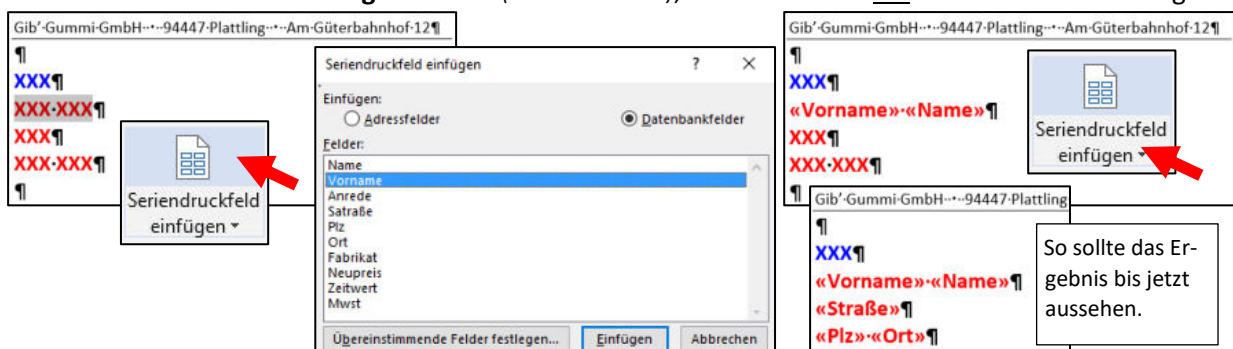 Gib'·Gummi·GmbH··•··94447·Plattling··•··Am·Güterbahnhof·12¶
¶
XXX¶
XXX·XXX¶
XXX¶
XXX·XXX¶
¶
Seriendruckfeld
einfügen
Seriendruckfeld einfügen ? ×
Einfügen:
Adressfelder Datenbankfelder
Felder:
Name
Vorname
Anrede
Satraße
Plz
Ort
Fabrikat
Neupreis
Zeitwert
Mwst
Übereinstimmende Felder festlegen... Einfügen Abbrechen
Gib'·Gummi·GmbH··•··94447·Plattling··•··Am·Güterbahnhof·12¶
¶
XXX¶
«Vorname»·«Name»¶
XXX¶
XXX·XXX¶
¶
Seriendruckfeld
einfügen
Gib'·Gummi·GmbH··•··94447·Plattling
¶
XXX¶
«Vorname»·«Name»¶
«Straße»¶
«Plz»·«Ort»¶
So sollte das Er-
gebnis bis jetzt
aussehen.